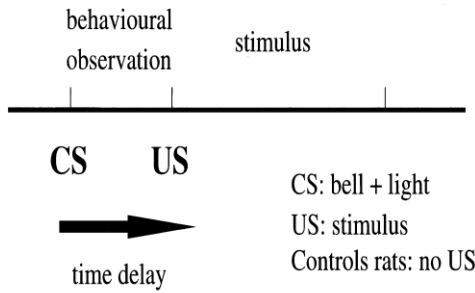 behavioural
observation
stimulus
CS
US
CS: bell + light
US: stimulus
Controls rats: no US
time delay